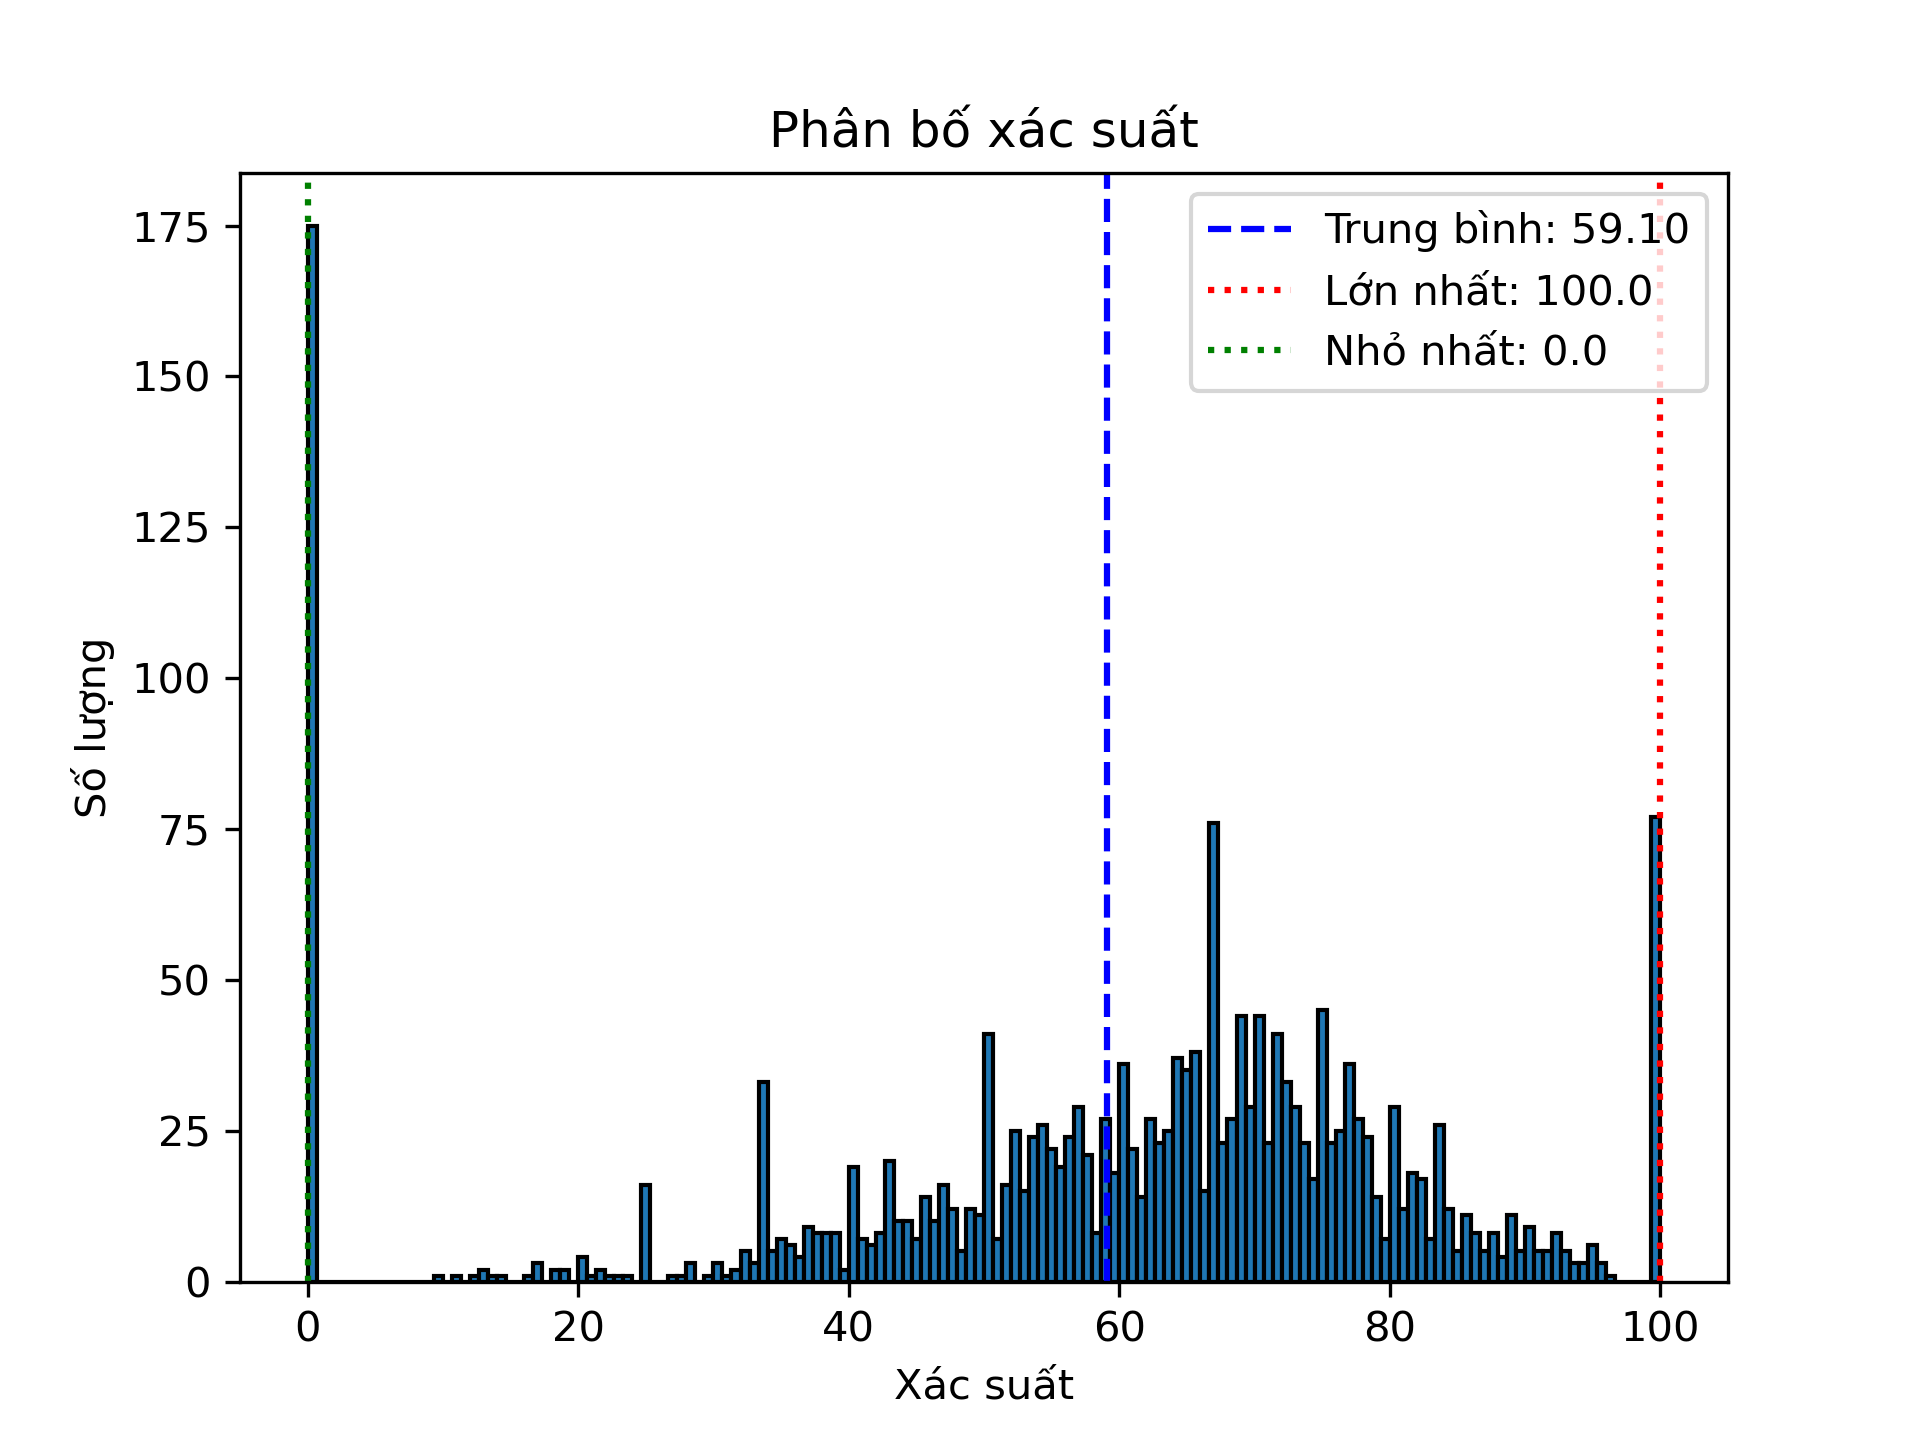 Phân bố xác suất
Trung bình: 59.10
Lớn nhất: 100.0
Nhỏ nhất: 0.0
175
150
125
100
75
50
25
0
Số lượng
0 20 40 60 80 100
Xác suất